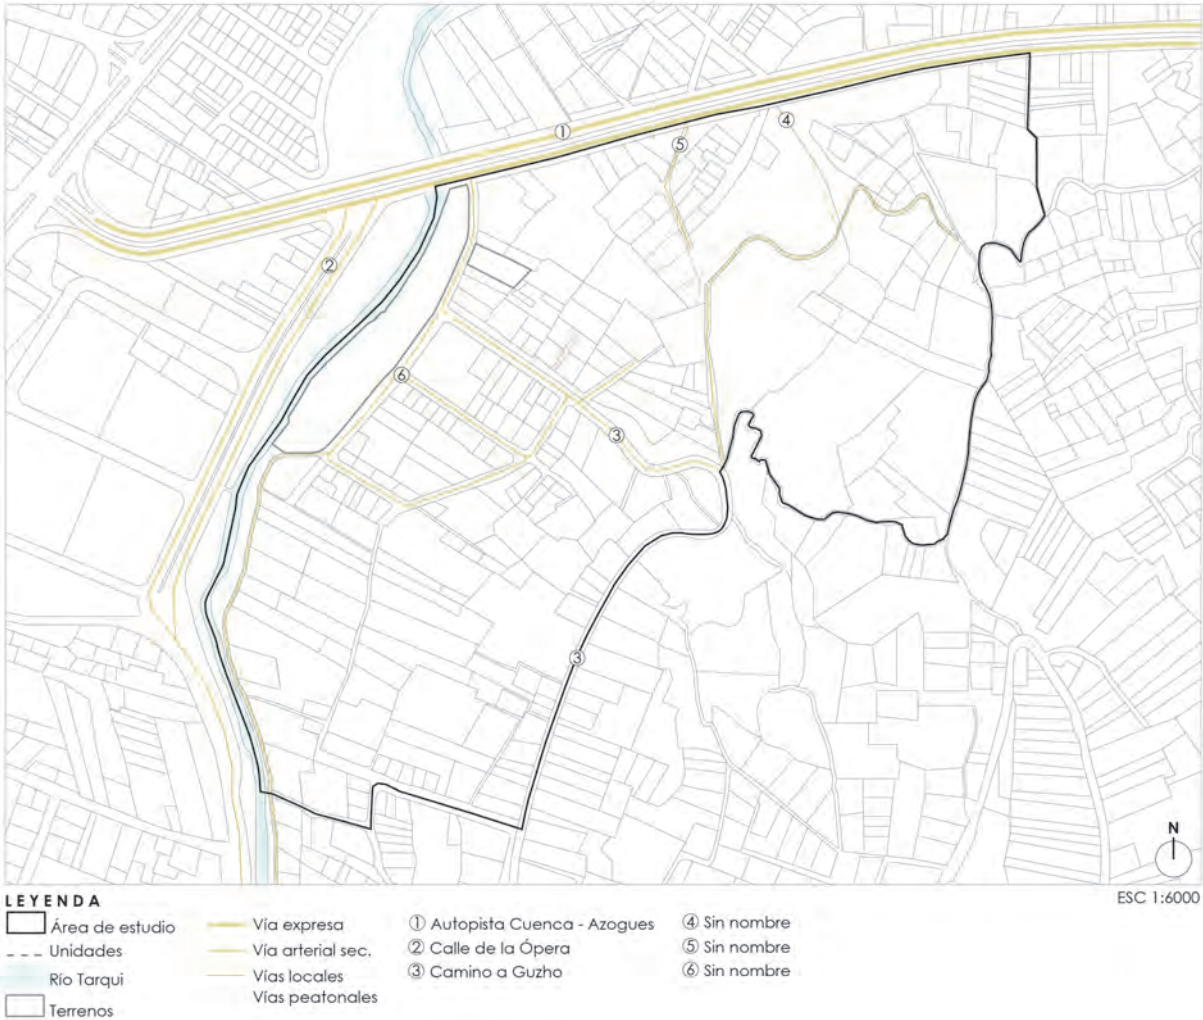 ①
④
⑤
②
⑥
③
③
N
ESC 1:6000
LEYENDA
Área de estudio
Unidades
Río Tarqui
Terrenos
Vía expresa
Vía arterial sec.
Vías locales
Vías peatonales
① Autopista Cuenca - Azogues
② Calle de la Ópera
③ Camino a Guzho
④ Sin nombre
⑤ Sin nombre
⑥ Sin nombre